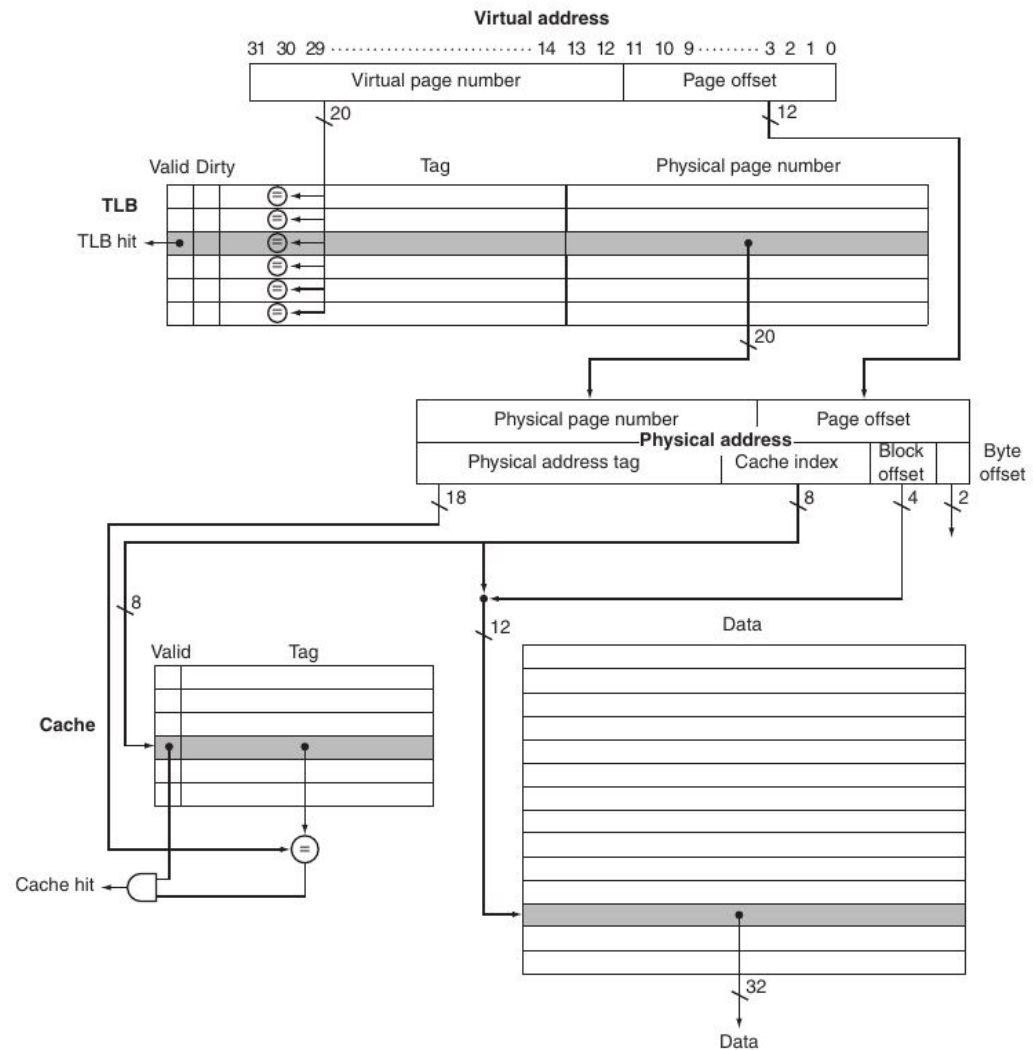 Virtual address
31 30 29 ·································· 14 13 12 11 10 9 ·········· 3 2 1 0
Virtual page number Page offset
20 12
Valid Dirty Tag Physical page number
TLB
=
=
TLB hit =
=
=
=
20
Physical page number Page offset
Physical address
Physical address tag Cache index Block offset Byte offset
18 8 4 2
8
12
Data
Valid Tag
Cache
=
Cache hit
32
Data